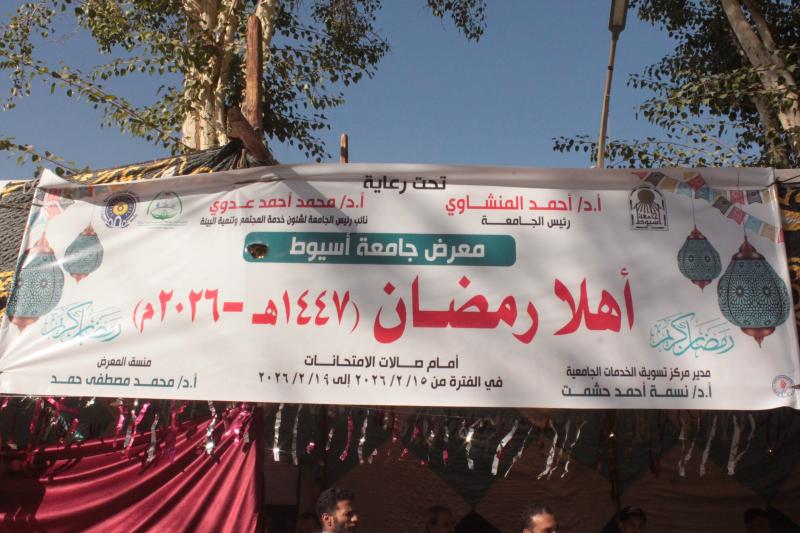 تحت رعاية
أ.د/ أحمد المنشاوي
رئيس الجامعة
أ.د/ محمد أحمد عدوي
نائب رئيس الجامعة لشئون خدمة المجتمع وتنمية البيئة
جامعة أسيوط
معرض جامعة أسيوط
أهلا رمضان (١٤٤٧هـ - ٢٠٢٦م)
رمضان كريم
رمضان كريم
أمام صالات الامتحانات
في الفترة من ٢٠٢٦/٢/١٥ إلى ٢٠٢٦/٢/١٩
مدير مركز تسويق الخدمات الجامعية
أ.د/ نسمة أحمد حشمت
منسق المعرض
أ.د/ محمد مصطفى حمد